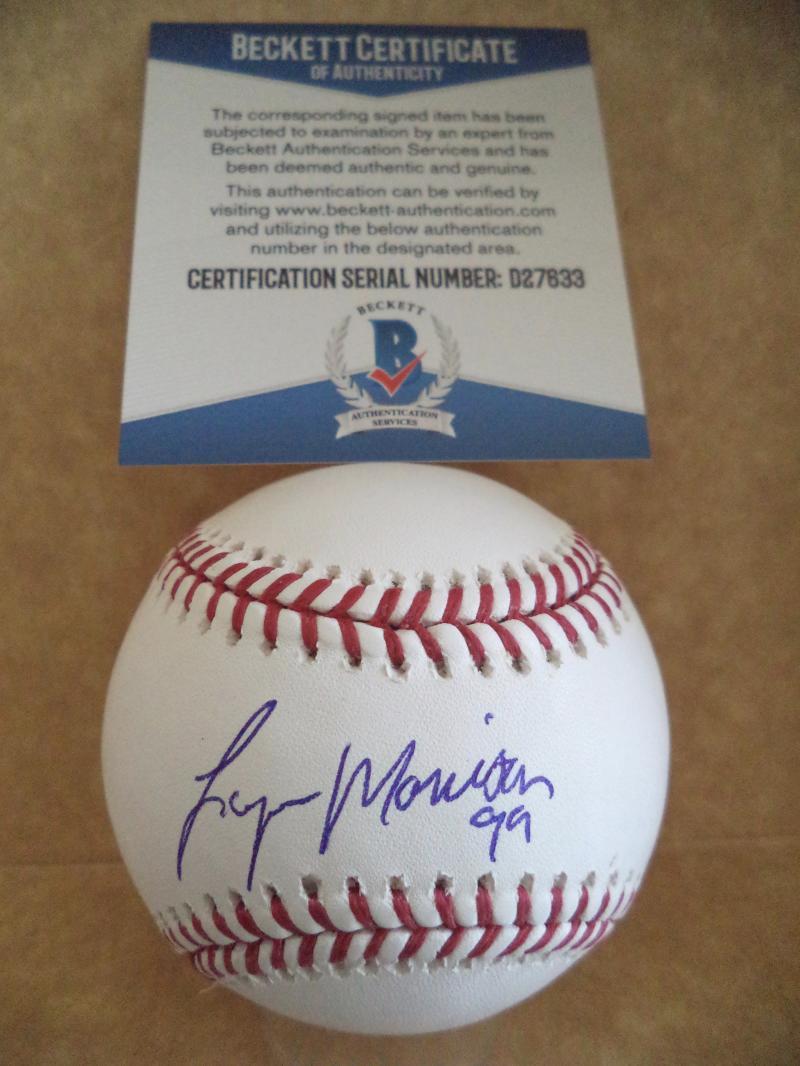 BECKETT CERTIFICATE
OF AUTHENTICITY
The corresponding signed item has been
subjected to examination by an expert from
Beckett Authentication Services and has
been deemed authentic and genuine.
This authentication can be verified by
visiting www.beckett-authentication.com
and utilizing the below authentication
number in the designated area.
CERTIFICATION SERIAL NUMBER: D27633
BECKETT
B
AUTHENTICATION
SERVICES
Logan Morrison
99